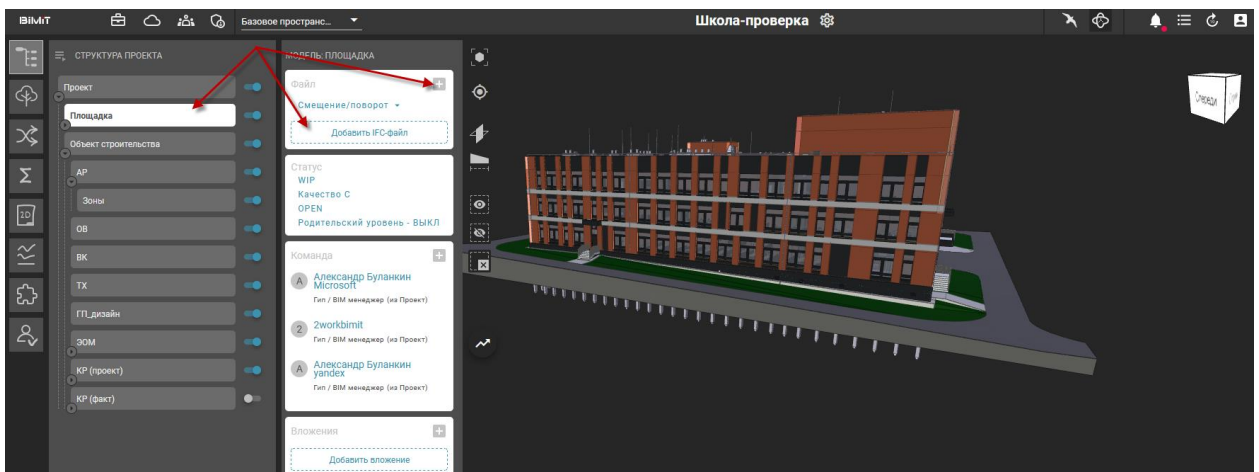 BIMIT
Базовое пространс...
Школа-проверка
СТРУКТУРА ПРОЕКТА
Проект
Площадка
Объект строительства
АР
Зоны
ОВ
ВК
ТХ
ГП_дизайн
ЭОМ
КР (проект)
КР (факт)
МОДЕЛЬ: ПЛОЩАДКА
Файл
Смещение/поворот
Добавить IFC-файл
Статус
WIP
Качество C
OPEN
Родительский уровень - ВЫКЛ
Команда
A
Александр Буланкин
Microsoft
Гип / BIM менеджер (из Проект)
2
2workbimit
Гип / BIM менеджер (из Проект)
A
Александр Буланкин
yandex
Гип / BIM менеджер (из Проект)
Вложения
Добавить вложение
2D
Спереди